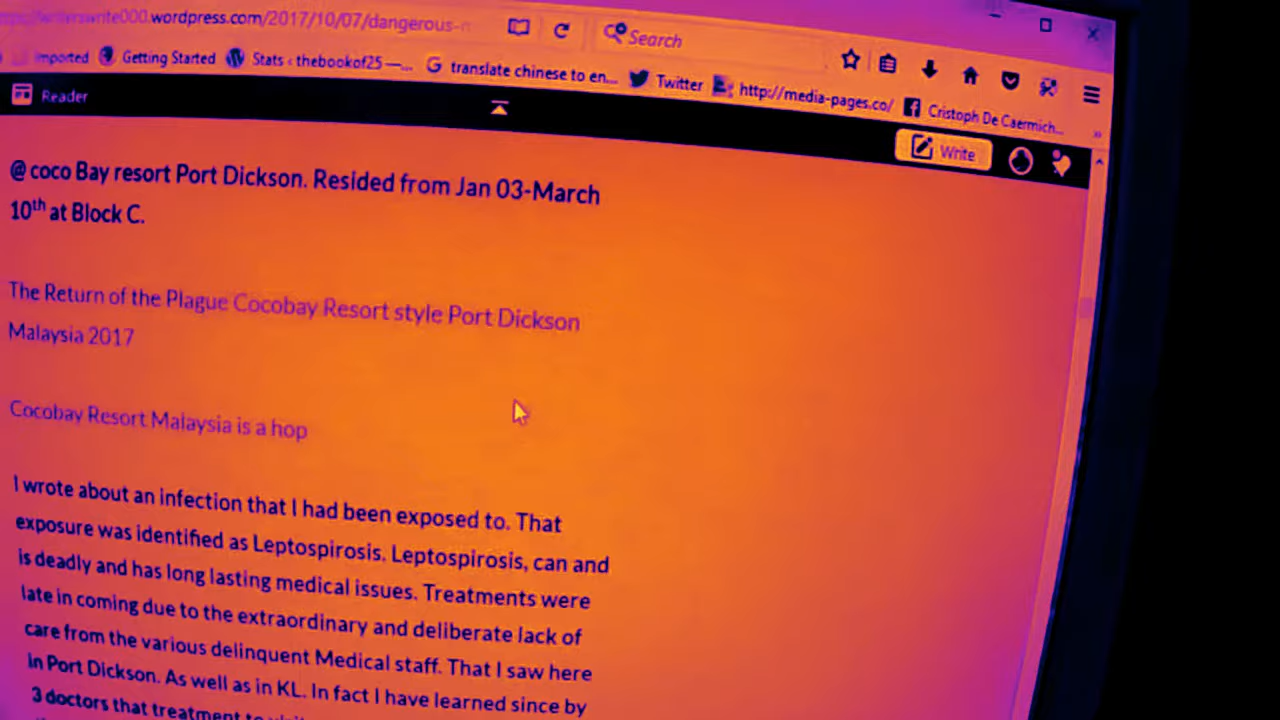 writerswrite000.wordpress.com/2017/10/07/dangerous-
Search
Imported
Getting Started
Stats ‹ thebookof25 —...
translate chinese to en...
Twitter
http://media-pages.co/
Cristoph De Caermich...
Reader
Write
@ coco Bay resort Port Dickson. Resided from Jan 03-March
10th at Block C.
The Return of the Plague Cocobay Resort style Port Dickson
Malaysia 2017
Cocobay Resort Malaysia is a hop
I wrote about an infection that I had been exposed to. That
exposure was identified as Leptospirosis. Leptospirosis, can and
is deadly and has long lasting medical issues. Treatments were
late in coming due to the extraordinary and deliberate lack of
care from the various delinquent Medical staff. That I saw here
in Port Dickson. As well as in KL. In fact I have learned since by
3 doctors that treatment to